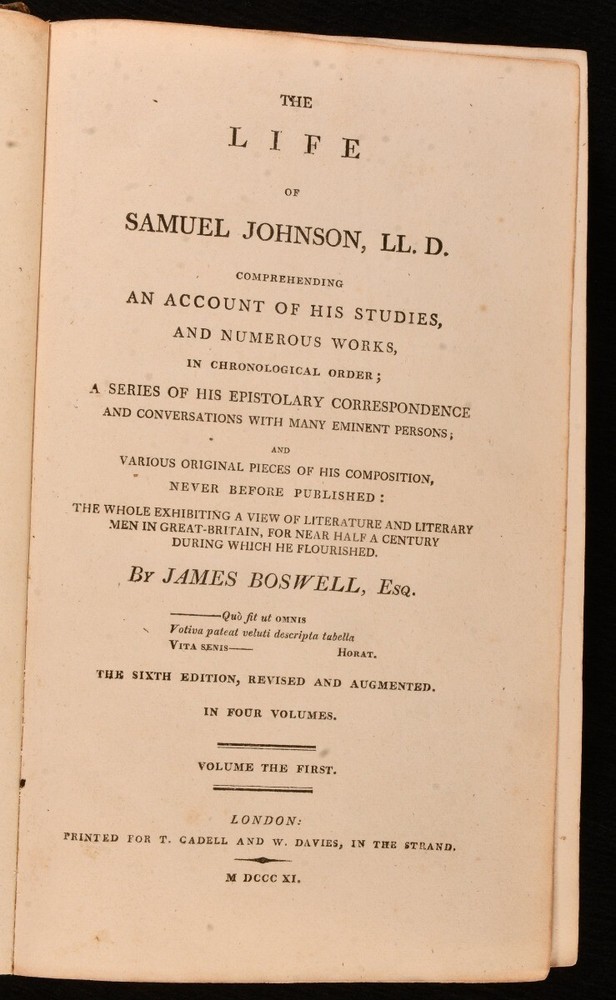 THE
LIFE
OF
SAMUEL JOHNSON, LL. D.
COMPREHENDING
AN ACCOUNT OF HIS STUDIES,
AND NUMEROUS WORKS,
IN CHRONOLOGICAL ORDER;
A SERIES OF HIS EPISTOLARY CORRESPONDENCE
AND CONVERSATIONS WITH MANY EMINENT PERSONS;
AND
VARIOUS ORIGINAL PIECES OF HIS COMPOSITION,
NEVER BEFORE PUBLISHED:
THE WHOLE EXHIBITING A VIEW OF LITERATURE AND LITERARY
MEN IN GREAT-BRITAIN, FOR NEAR HALF A CENTURY
DURING WHICH HE FLOURISHED.
BY JAMES BOSWELL, ESQ.
———Quò fit ut OMNIS
Votiva pateat veluti descripta tabella
VITA SENIS—— HORAT.
THE SIXTH EDITION, REVISED AND AUGMENTED.
IN FOUR VOLUMES.
VOLUME THE FIRST.
LONDON:
PRINTED FOR T. CADELL AND W. DAVIES, IN THE STRAND.
M DCCC XI.